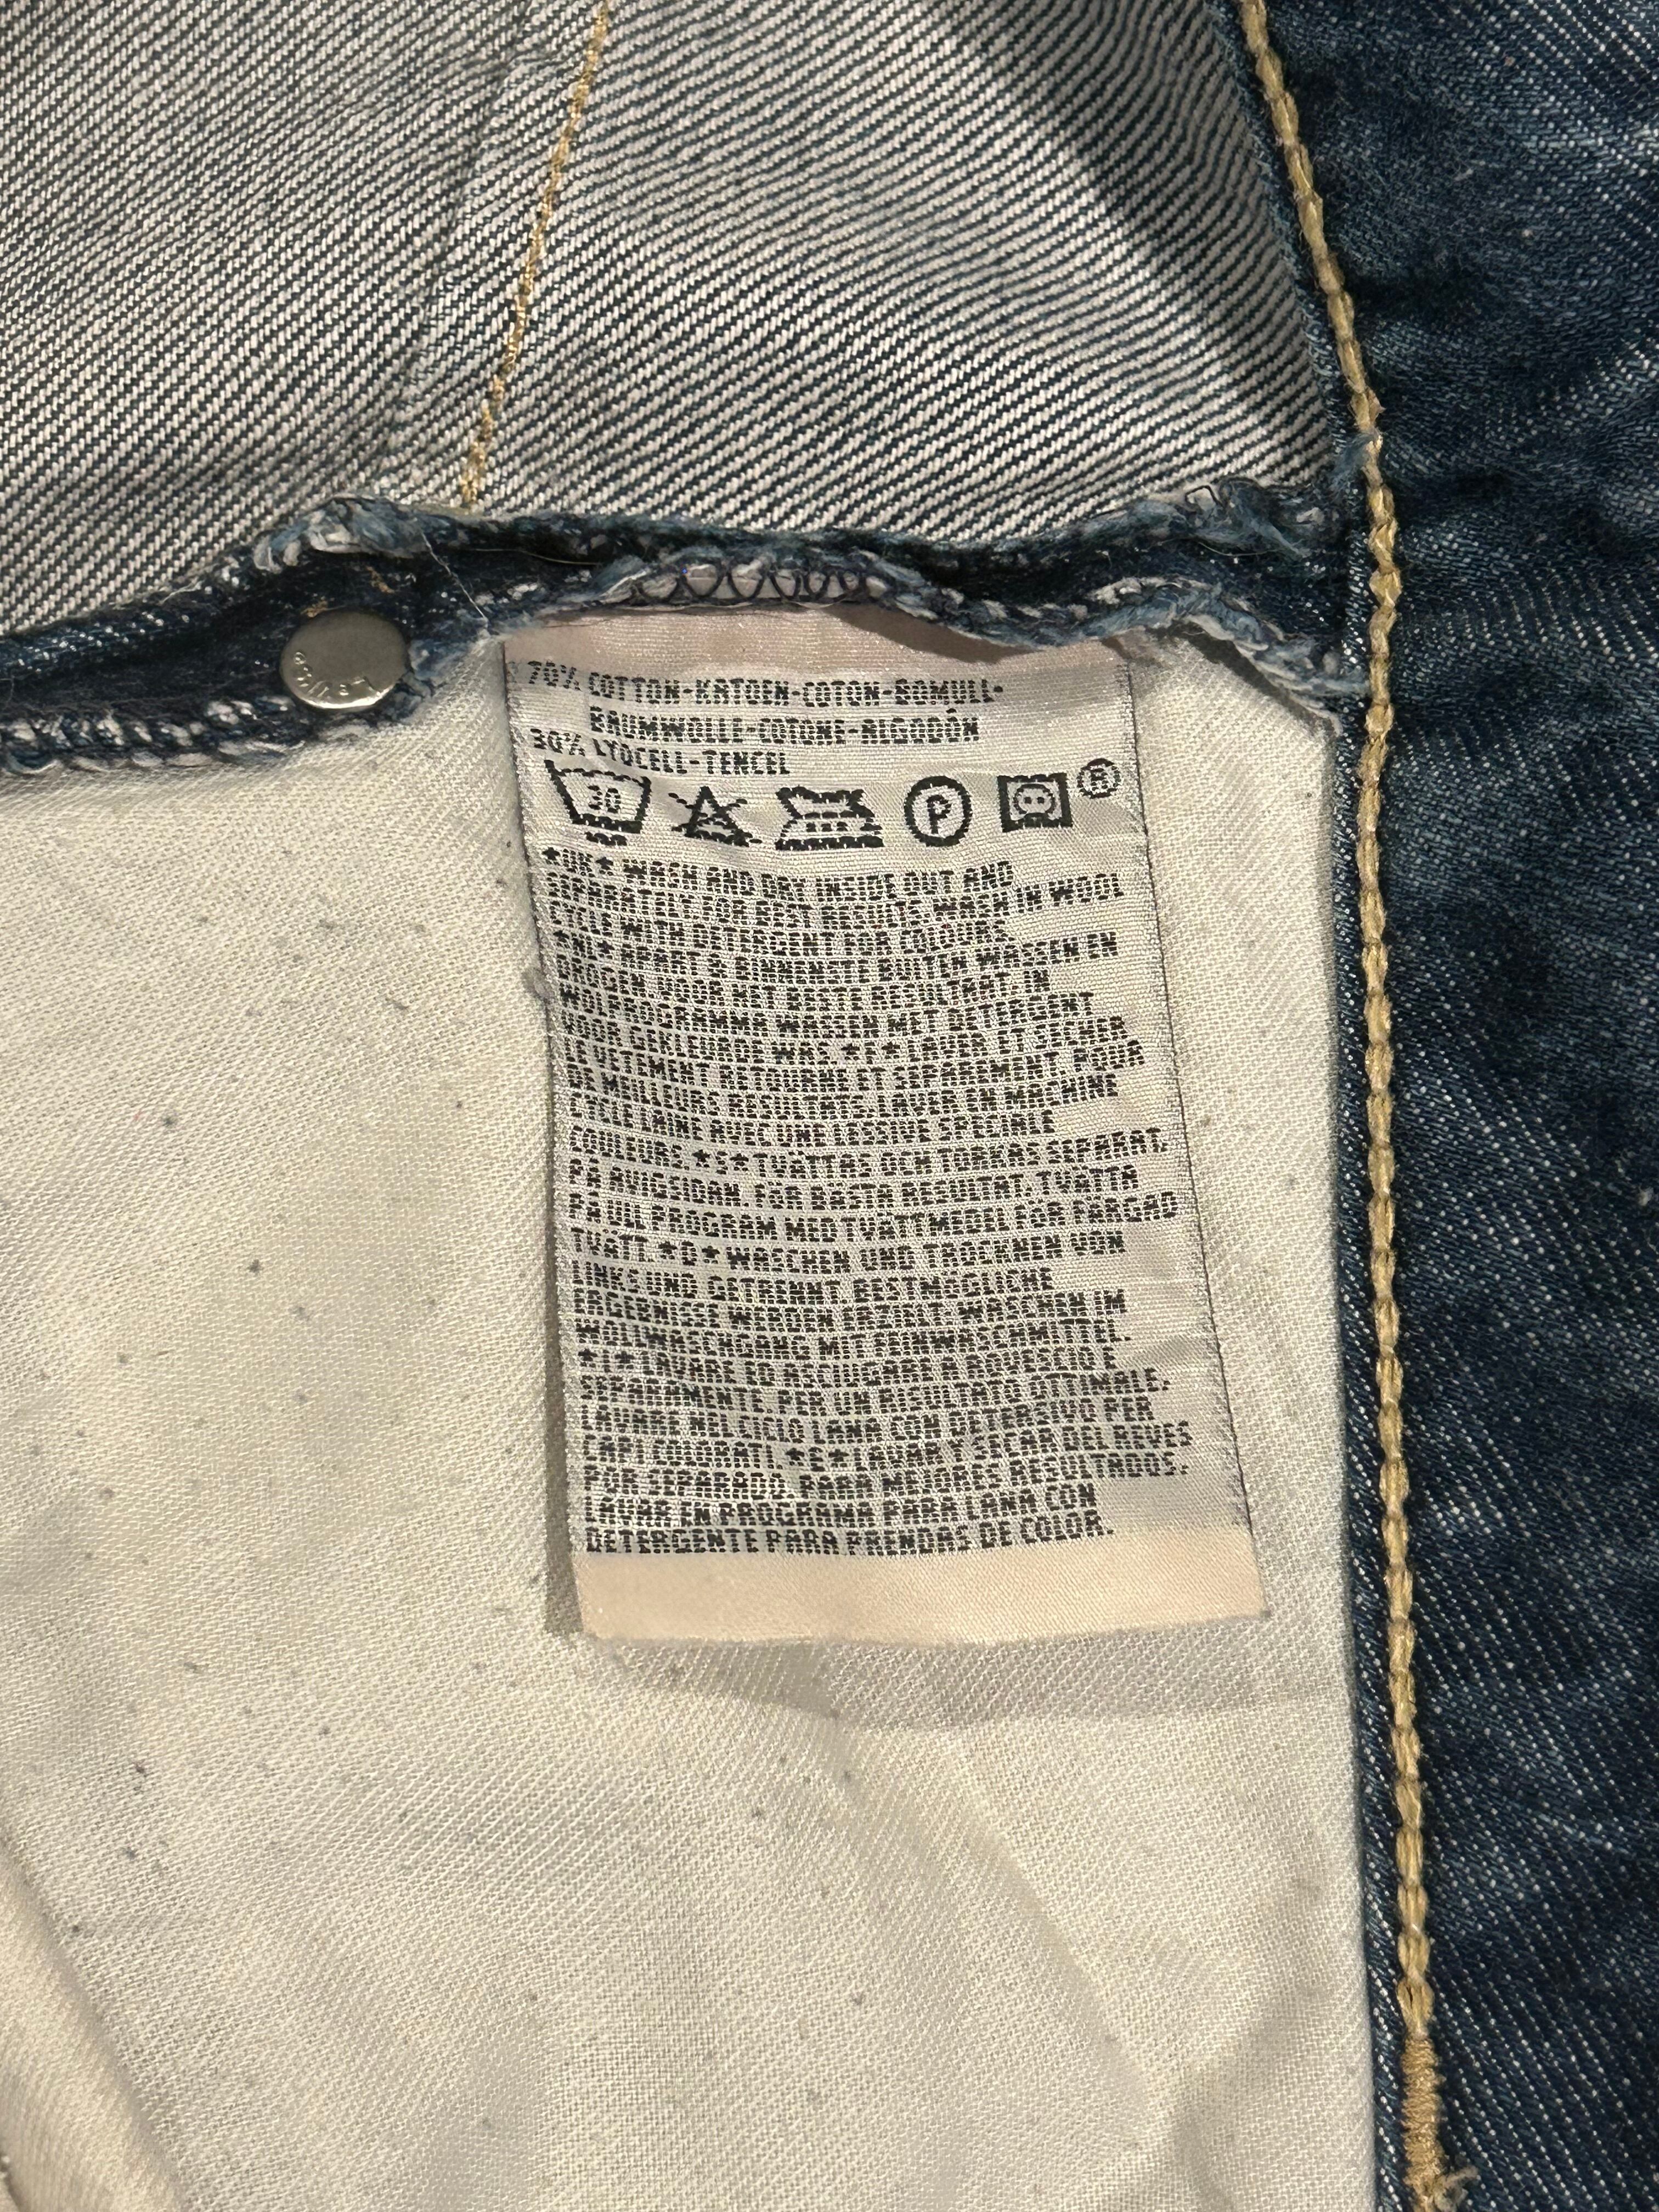 LEVI'S
70% COTTON-KATOEN-COTON-BOMULL-
BAUMWOLLE-COTONE-ALGODÓN
30% LYOCELL-TENCEL
30 P ®
*UK* WASH AND DRY INSIDE OUT AND
SEPARATELY. FOR BEST RESULTS, WASH IN WOOL
CYCLE WITH DETERGENT FOR COLOURS.
*NL* APART & BINNENSTE BUITEN WASSEN EN
DROGEN. VOOR HET BESTE RESULTAAT, IN
WOLPROGRAMMA WASSEN MET DETERGENT
VOOR GEKLEURDE WAS. *F* LAVER ET SECHER
LE VETEMENT RETOURNE ET SEPAREMENT. POUR
DE MEILLEURS RESULTATS LAVER EN MACHINE
CYCLE LAINE AVEC UNE LESSIVE SPECIALE
COULEURS. *S* TVÄTTAS OCH TORKAS SEPARAT,
PÅ AVIGSIDAN. FÖR BÄSTA RESULTAT, TVÄTTA
PÅ ULLPROGRAM MED TVÄTTMEDEL FÖR FÄRGAD
TVÄTT. *D* WASCHEN UND TROCKNEN VON
LINKS UND GETRENNT. BESTMÖGLICHE
ERGEBNISSE WERDEN ERZIELT, WASCHEN IM
WOLLWASCHGANG MIT FEINWASCHMITTEL.
*I* LAVARE ED ASCIUGARE A ROVESCIO E
SEPARAMENTE. PER UN RISULTATO OTTIMALE,
LAVARE NEL CICLO LANA CON DETERSIVO PER
CAPI COLORATI. *E* LAVAR Y SECAR DEL REVES
POR SEPARADO. PARA MEJORES RESULTADOS,
LAVAR EN PROGRAMA PARA LANA CON
DETERGENTE PARA PRENDAS DE COLOR.